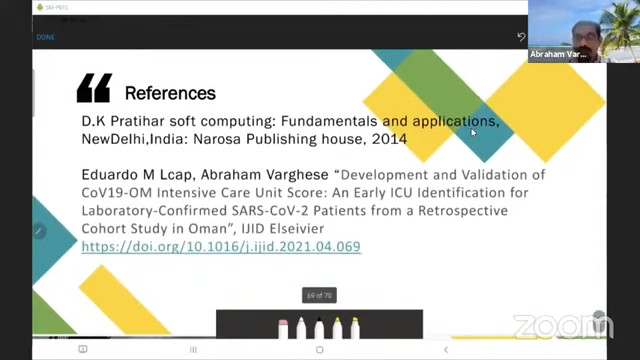 SM-P615
DONE
Abraham Var...
References
D.K Pratihar soft computing: Fundamentals and applications,
NewDelhi,India: Narosa Publishing house, 2014
Eduardo M Lcap, Abraham Varghese “Development and Validation of
CoV19-OM Intensive Care Unit Score: An Early ICU Identification for
Laboratory-Confirmed SARS-CoV-2 Patients from a Retrospective
Cohort Study in Oman”, IJID Elseivier
https://doi.org/10.1016/j.ijid.2021.04.069
69 of 70
zoom